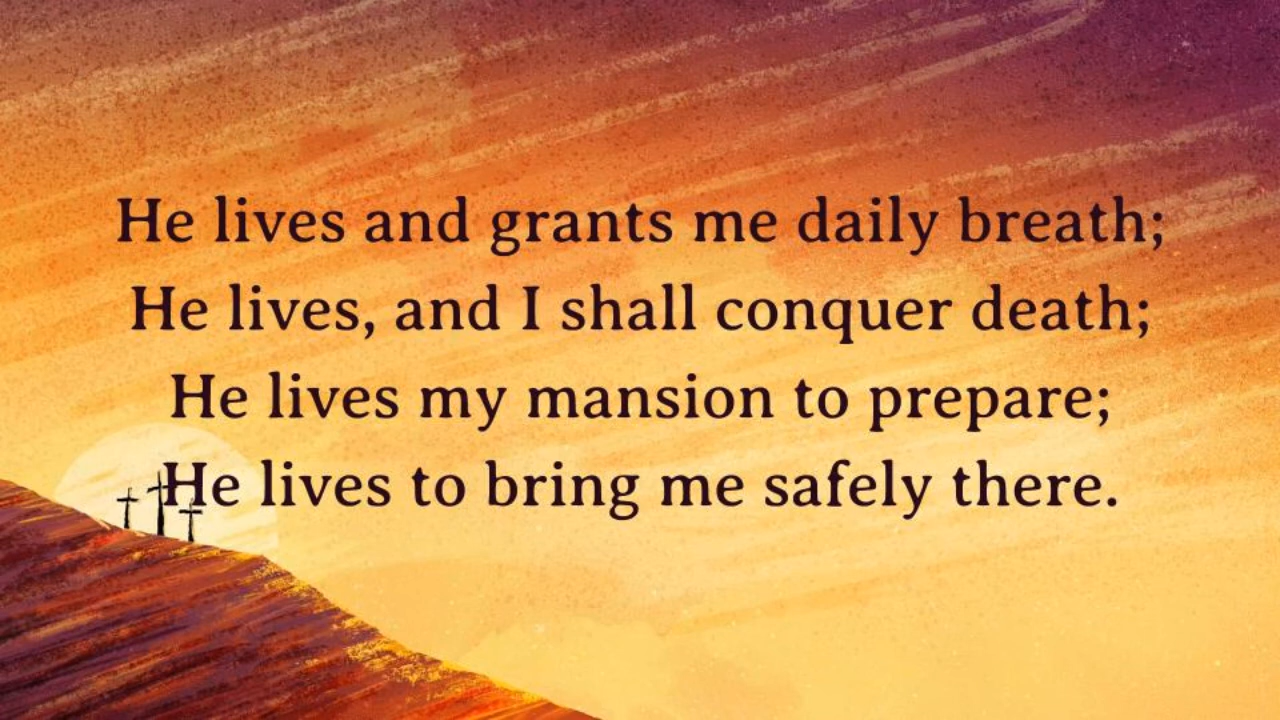 He lives and grants me daily breath;
He lives, and I shall conquer death;
He lives my mansion to prepare;
He lives to bring me safely there.